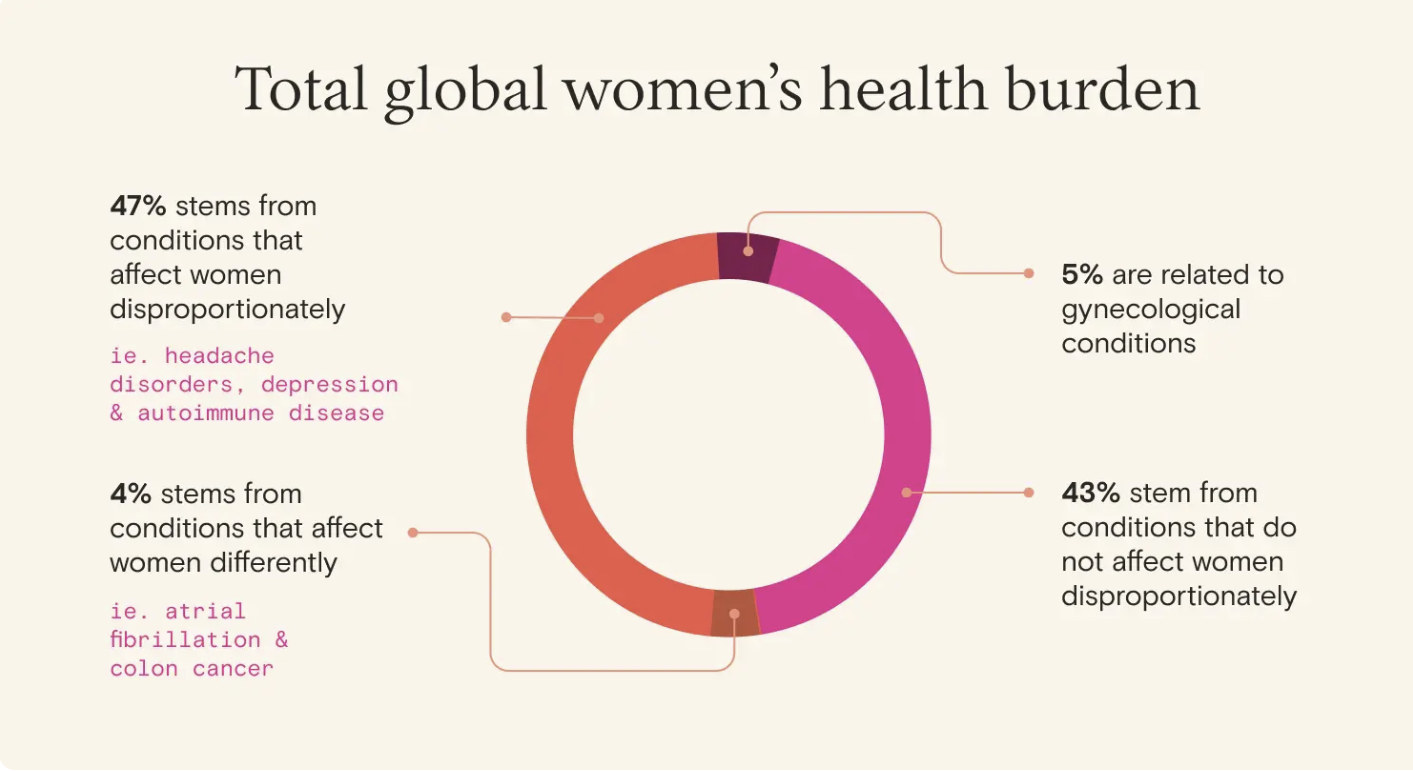 Total global women’s health burden
47% stems from
conditions that
affect women
disproportionately
ie. headache
disorders, depression
& autoimmune disease
4% stems from
conditions that affect
women differently
ie. atrial
fibrillation &
colon cancer
5% are related to
gynecological
conditions
43% stem from
conditions that do
not affect women
disproportionately